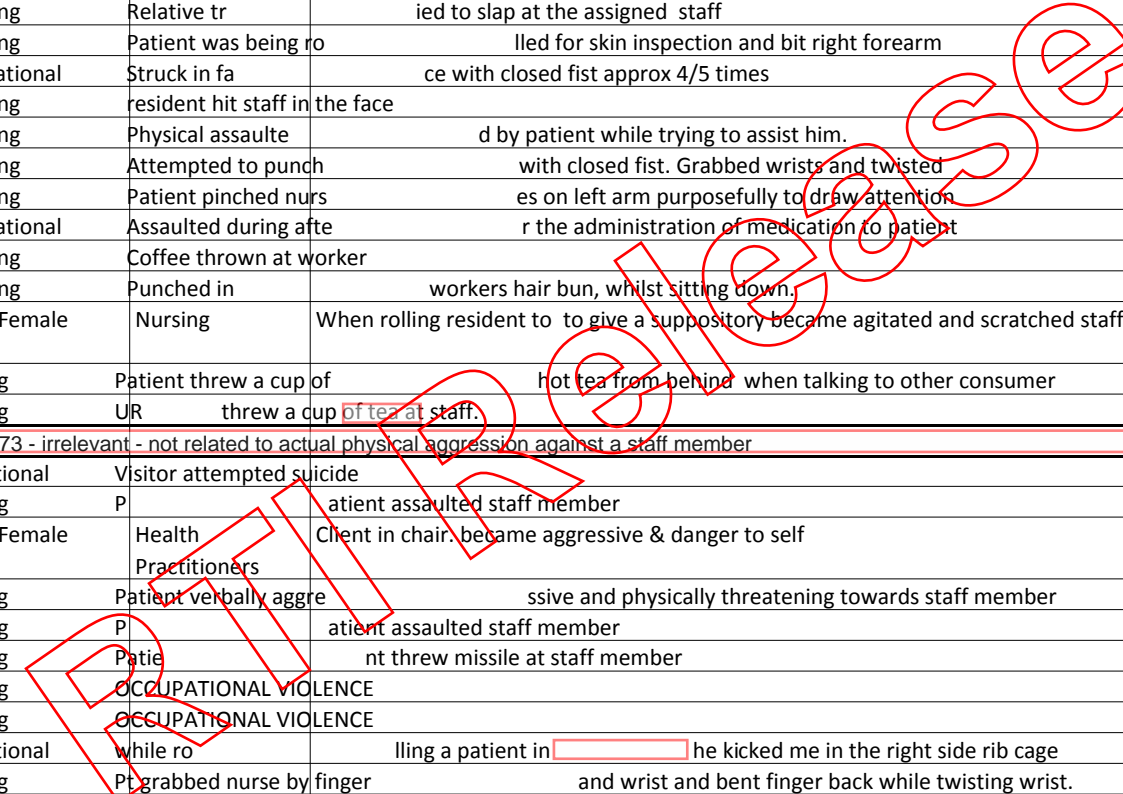 ng Relative tr ied to slap at the assigned staff
ng Patient was being ro lled for skin inspection and bit right forearm
ational Struck in fa ce with closed fist approx 4/5 times
ng resident hit staff in the face
ng Physical assaulte d by patient while trying to assist him.
ng Attempted to punch with closed fist. Grabbed wrists and twisted
ng Patient pinched nurs es on left arm purposefully to draw attention
ational Assaulted during afte r the administration of medication to patient
ng Coffee thrown at worker
ng Punched in workers hair bun, whilst sitting down.
Female Nursing When rolling resident to to give a suppository became agitated and scratched staff
g Patient threw a cup of hot tea from behind when talking to other consumer
g UR threw a cup of tea at staff.
73 - irrelevant - not related to actual physical aggression against a staff member
tional Visitor attempted suicide
g P atient assaulted staff member
Female Health Client in chair. became aggressive & danger to self
Practitioners
g Patient verbally aggre ssive and physically threatening towards staff member
g P atient assaulted staff member
g Patie nt threw missile at staff member
g OCCUPATIONAL VIOLENCE
g OCCUPATIONAL VIOLENCE
tional while ro lling a patient in he kicked me in the right side rib cage
g Pt grabbed nurse by finger and wrist and bent finger back while twisting wrist.
RTI Release